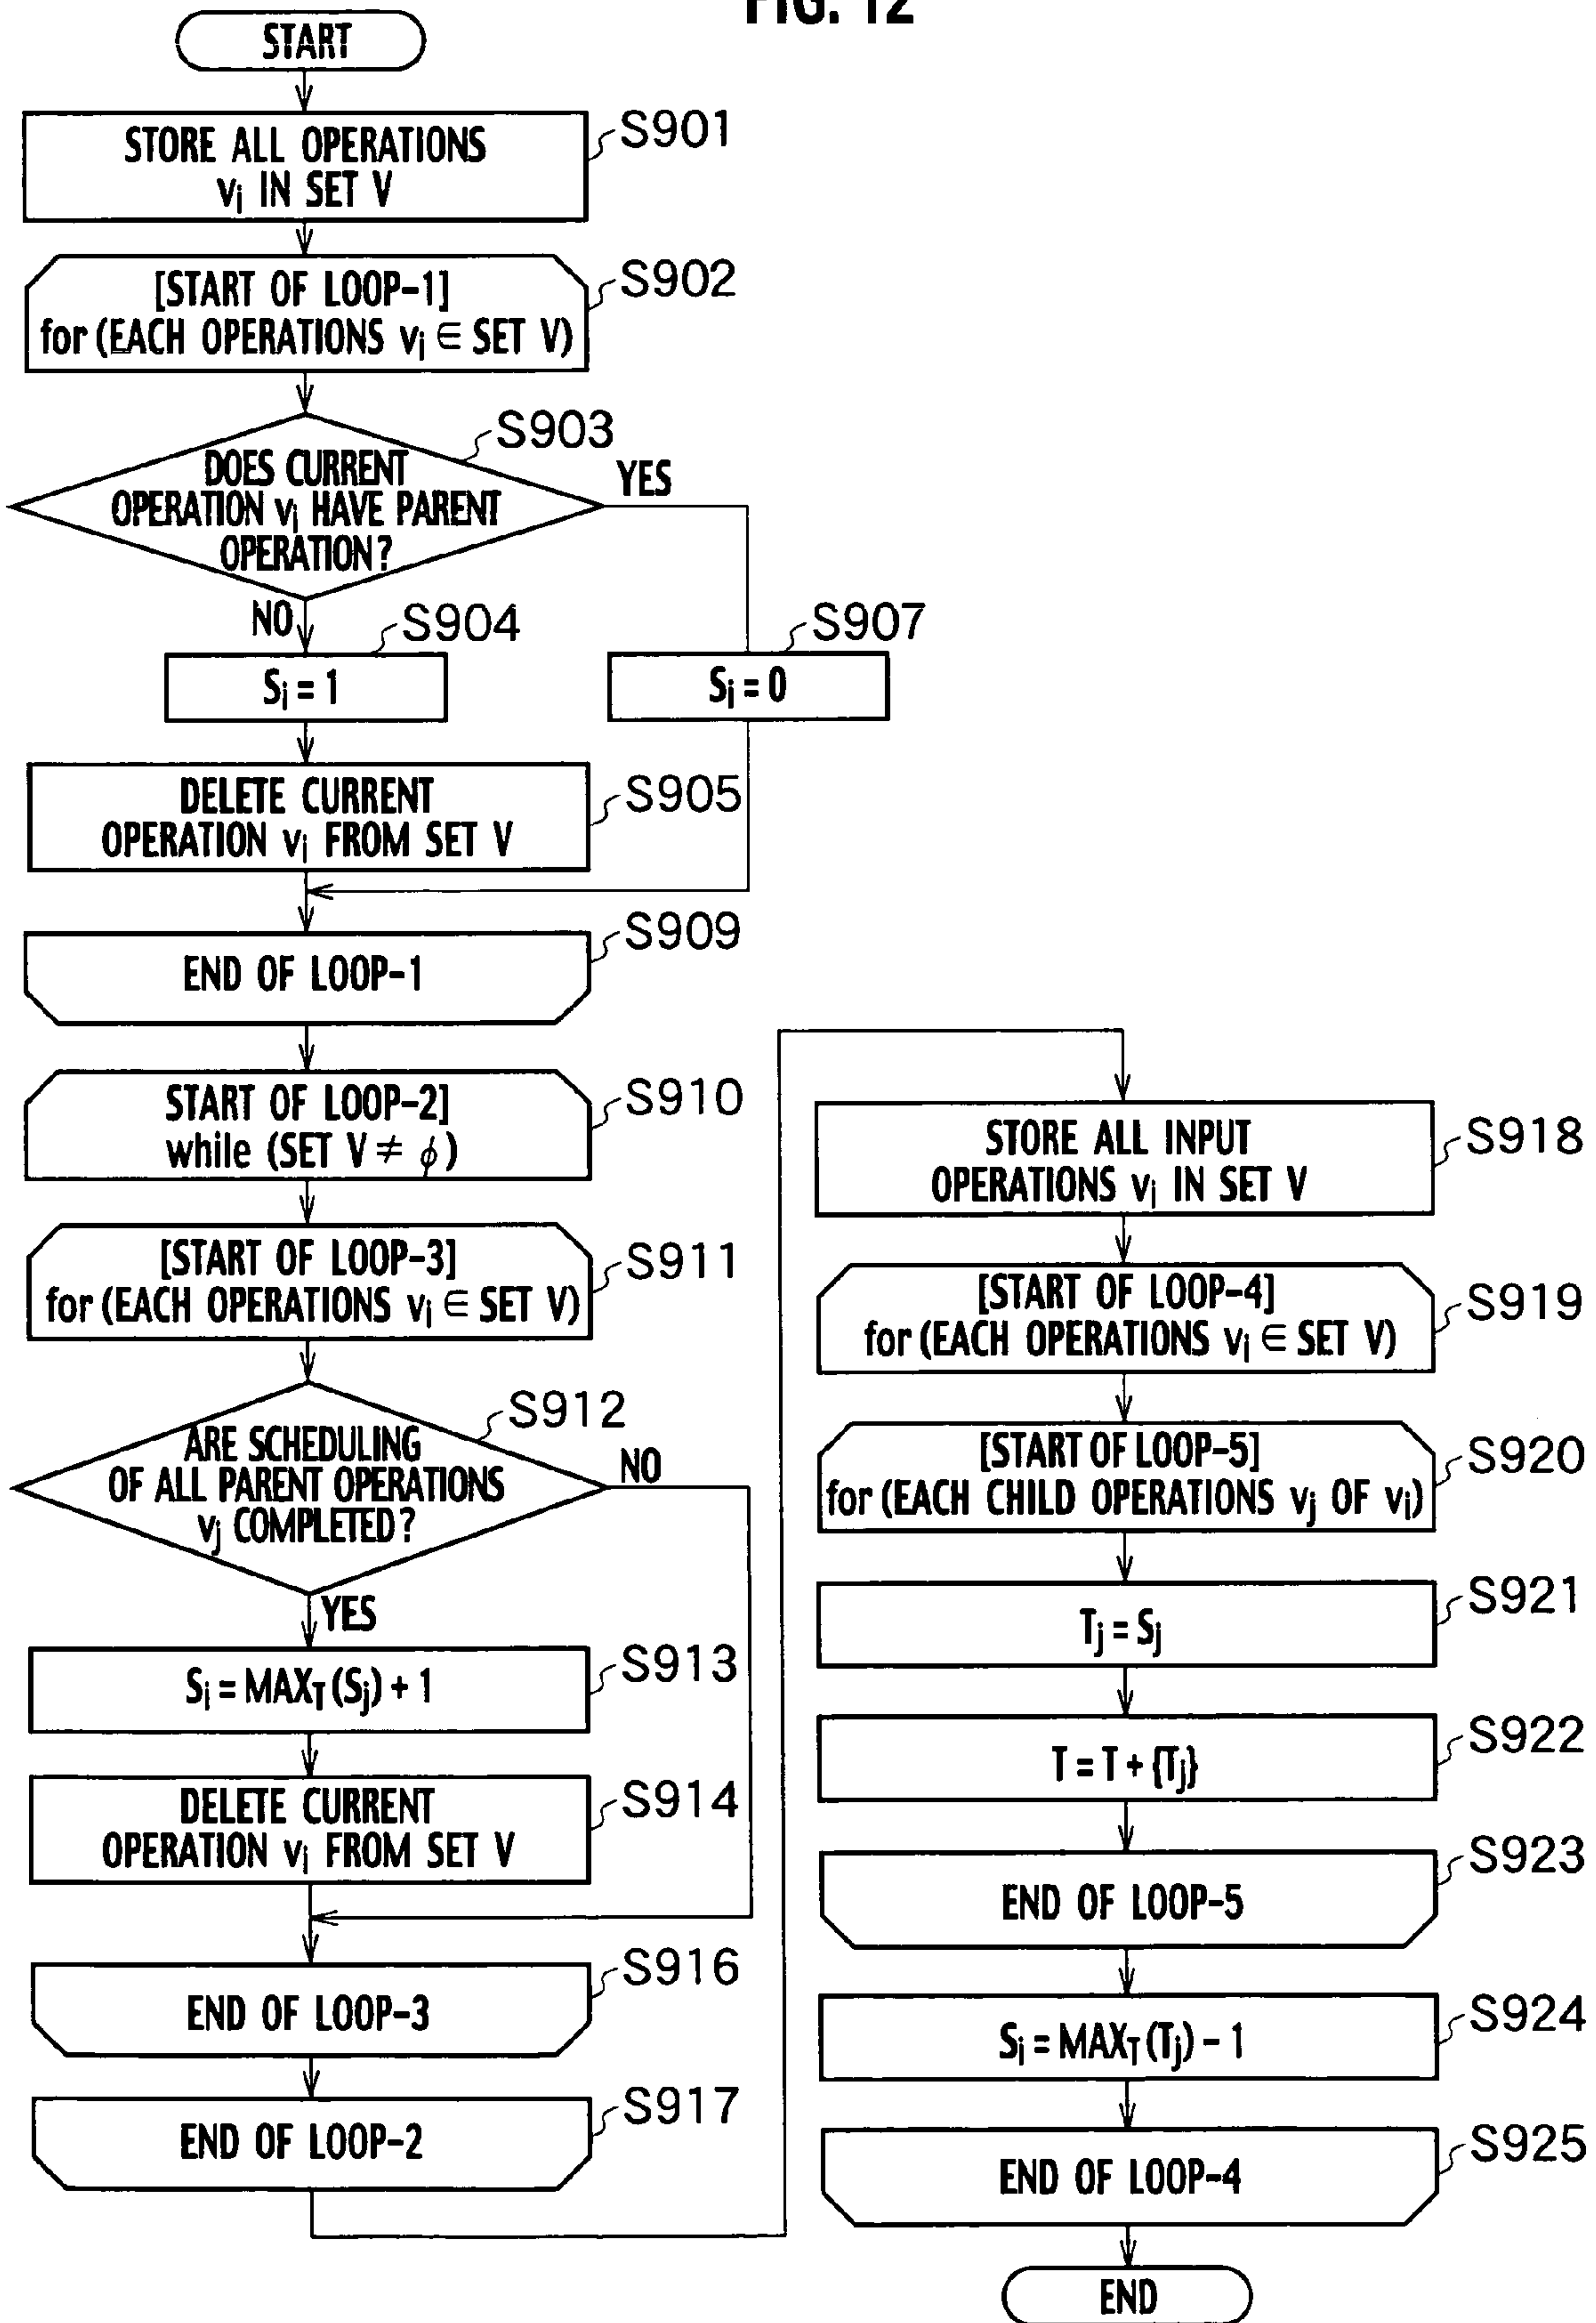 FIG. 12
START
STORE ALL OPERATIONS
vi IN SET V
S901
[START OF LOOP-1]
for (EACH OPERATIONS vi ∈ SET V)
S902
S903
DOES CURRENT
OPERATION vi HAVE PARENT
OPERATION?
YES
NO
S904
Si = 1
S907
Si = 0
DELETE CURRENT
OPERATION vi FROM SET V
S905
END OF LOOP-1
S909
START OF LOOP-2]
while (SET V ≠ ϕ)
S910
[START OF LOOP-3]
for (EACH OPERATIONS vi ∈ SET V)
S911
S912
ARE SCHEDULING
OF ALL PARENT OPERATIONS
vj COMPLETED?
NO
YES
Si = MAXT (Sj) + 1
S913
DELETE CURRENT
OPERATION vi FROM SET V
S914
END OF LOOP-3
S916
END OF LOOP-2
S917
STORE ALL INPUT
OPERATIONS vi IN SET V
S918
[START OF LOOP-4]
for (EACH OPERATIONS vi ∈ SET V)
S919
[START OF LOOP-5]
for (EACH CHILD OPERATIONS vj OF vi)
S920
Tj = Sj
S921
T = T + {Tj}
S922
END OF LOOP-5
S923
Si = MAXT (Tj) − 1
S924
END OF LOOP-4
S925
END